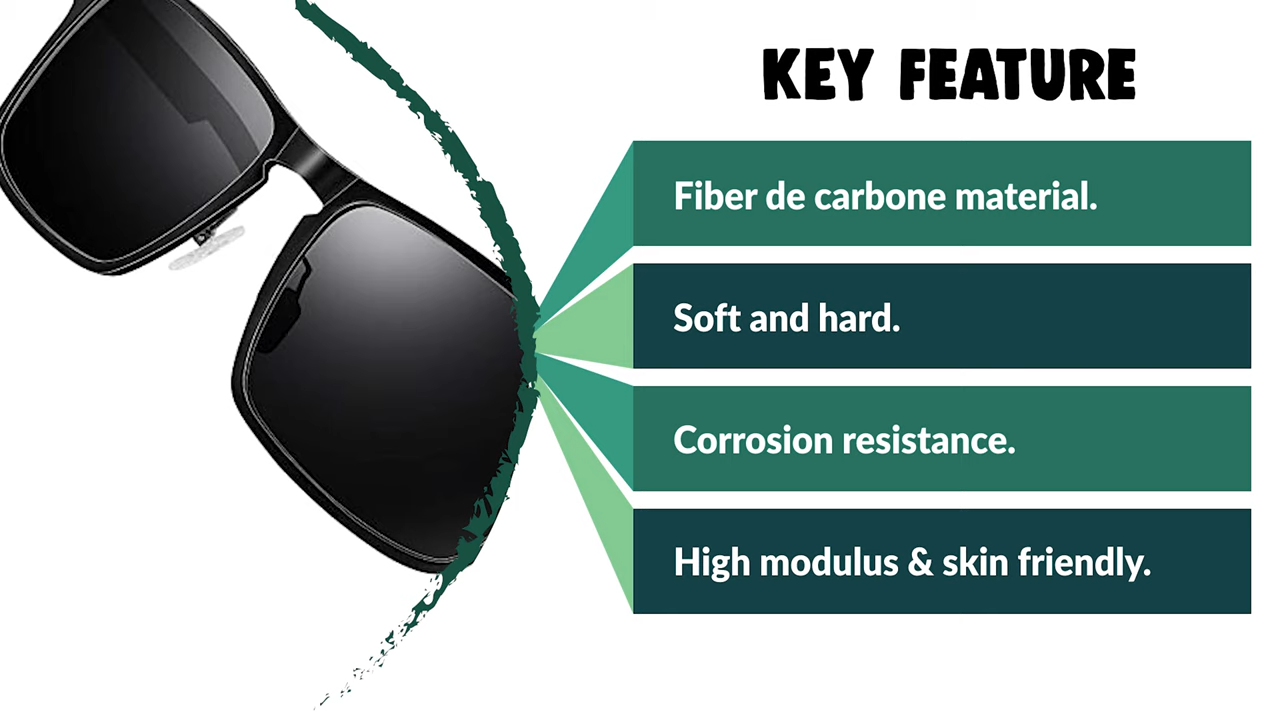 KEY FEATURE
Fiber de carbone material.
Soft and hard.
Corrosion resistance.
High modulus & skin friendly.